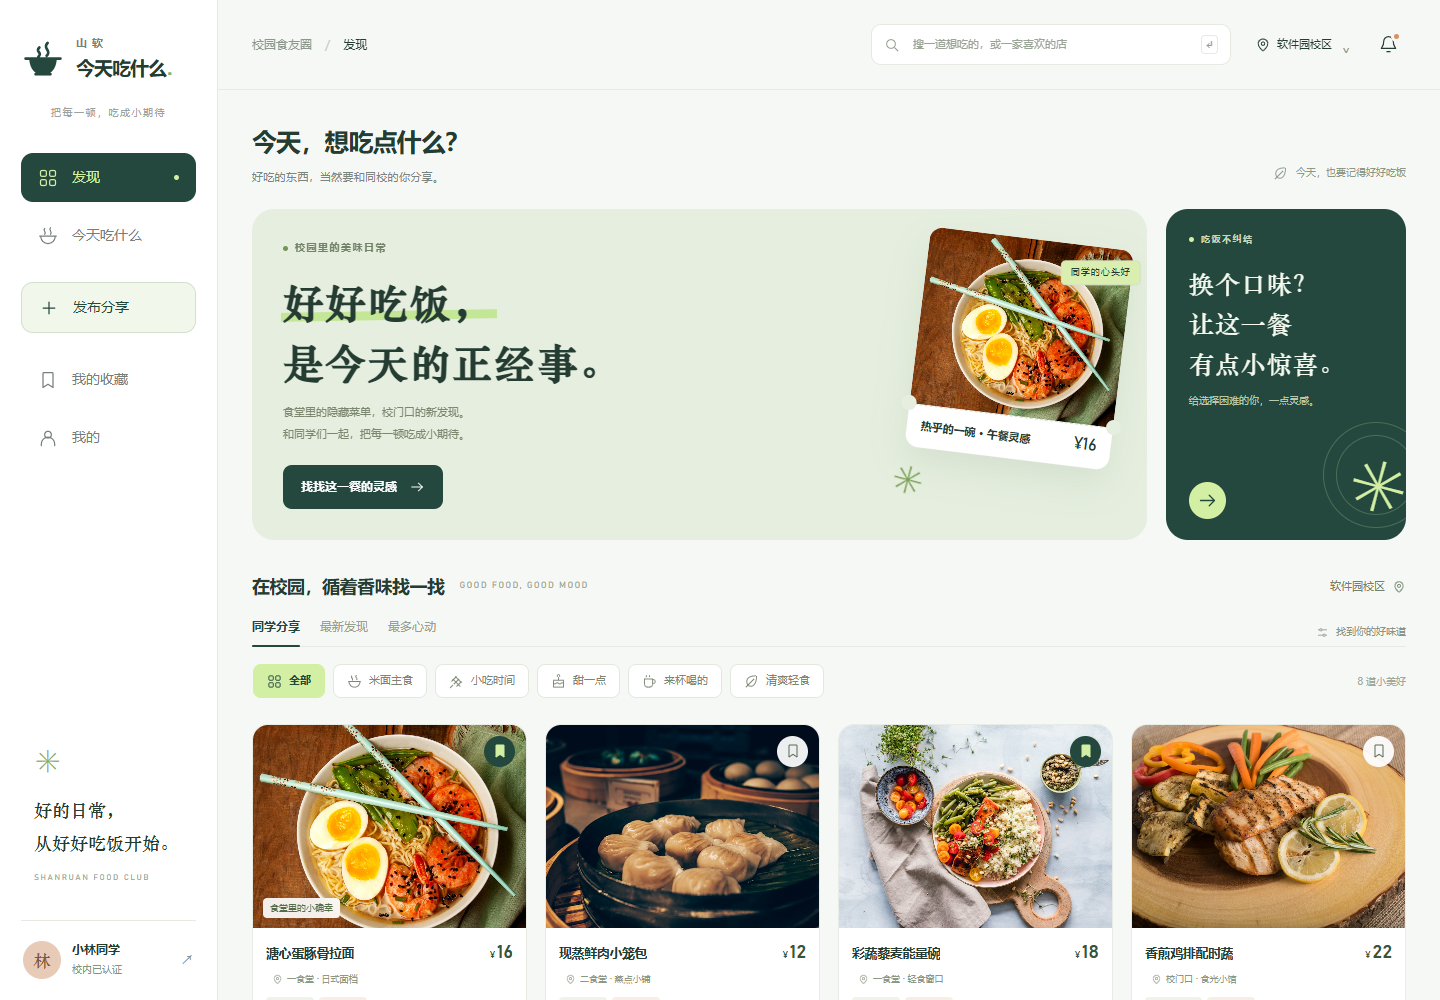 山软
今天吃什么.
把每一顿，吃成小期待
发现
今天吃什么
发布分享
我的收藏
我的
好的日常，
从好好吃饭开始。
SHANRUAN FOOD CLUB
林
小林同学
校内已认证
校园食友圈 / 发现
搜一道想吃的，或一家喜欢的店
软件园校区
今天，想吃点什么？
好吃的东西，当然要和同校的你分享。
今天，也要记得好好吃饭
校园里的美味日常
好好吃饭，
是今天的正经事。
食堂里的隐藏菜单，校门口的新发现。
和同学们一起，把每一顿吃成小期待。
找找这一餐的灵感
同学的心头好
热乎的一碗·午餐灵感
¥16
吃饭不纠结
换个口味？
让这一餐
有点小惊喜。
给选择困难的你，一点灵感。
在校园，循着香味找一找
GOOD FOOD, GOOD MOOD
软件园校区
同学分享
最新发现
最多心动
找到你的好味道
全部
米面主食
小吃时间
甜一点
来杯喝的
清爽轻食
8 道小美好
食堂里的小确幸
溏心蛋豚骨拉面
¥16
一食堂 · 日式面档
现蒸鲜肉小笼包
¥12
二食堂 · 蒸点小铺
彩蔬藜麦能量碗
¥18
一食堂 · 轻食窗口
香煎鸡排配时蔬
¥22
校门口 · 食光小馆